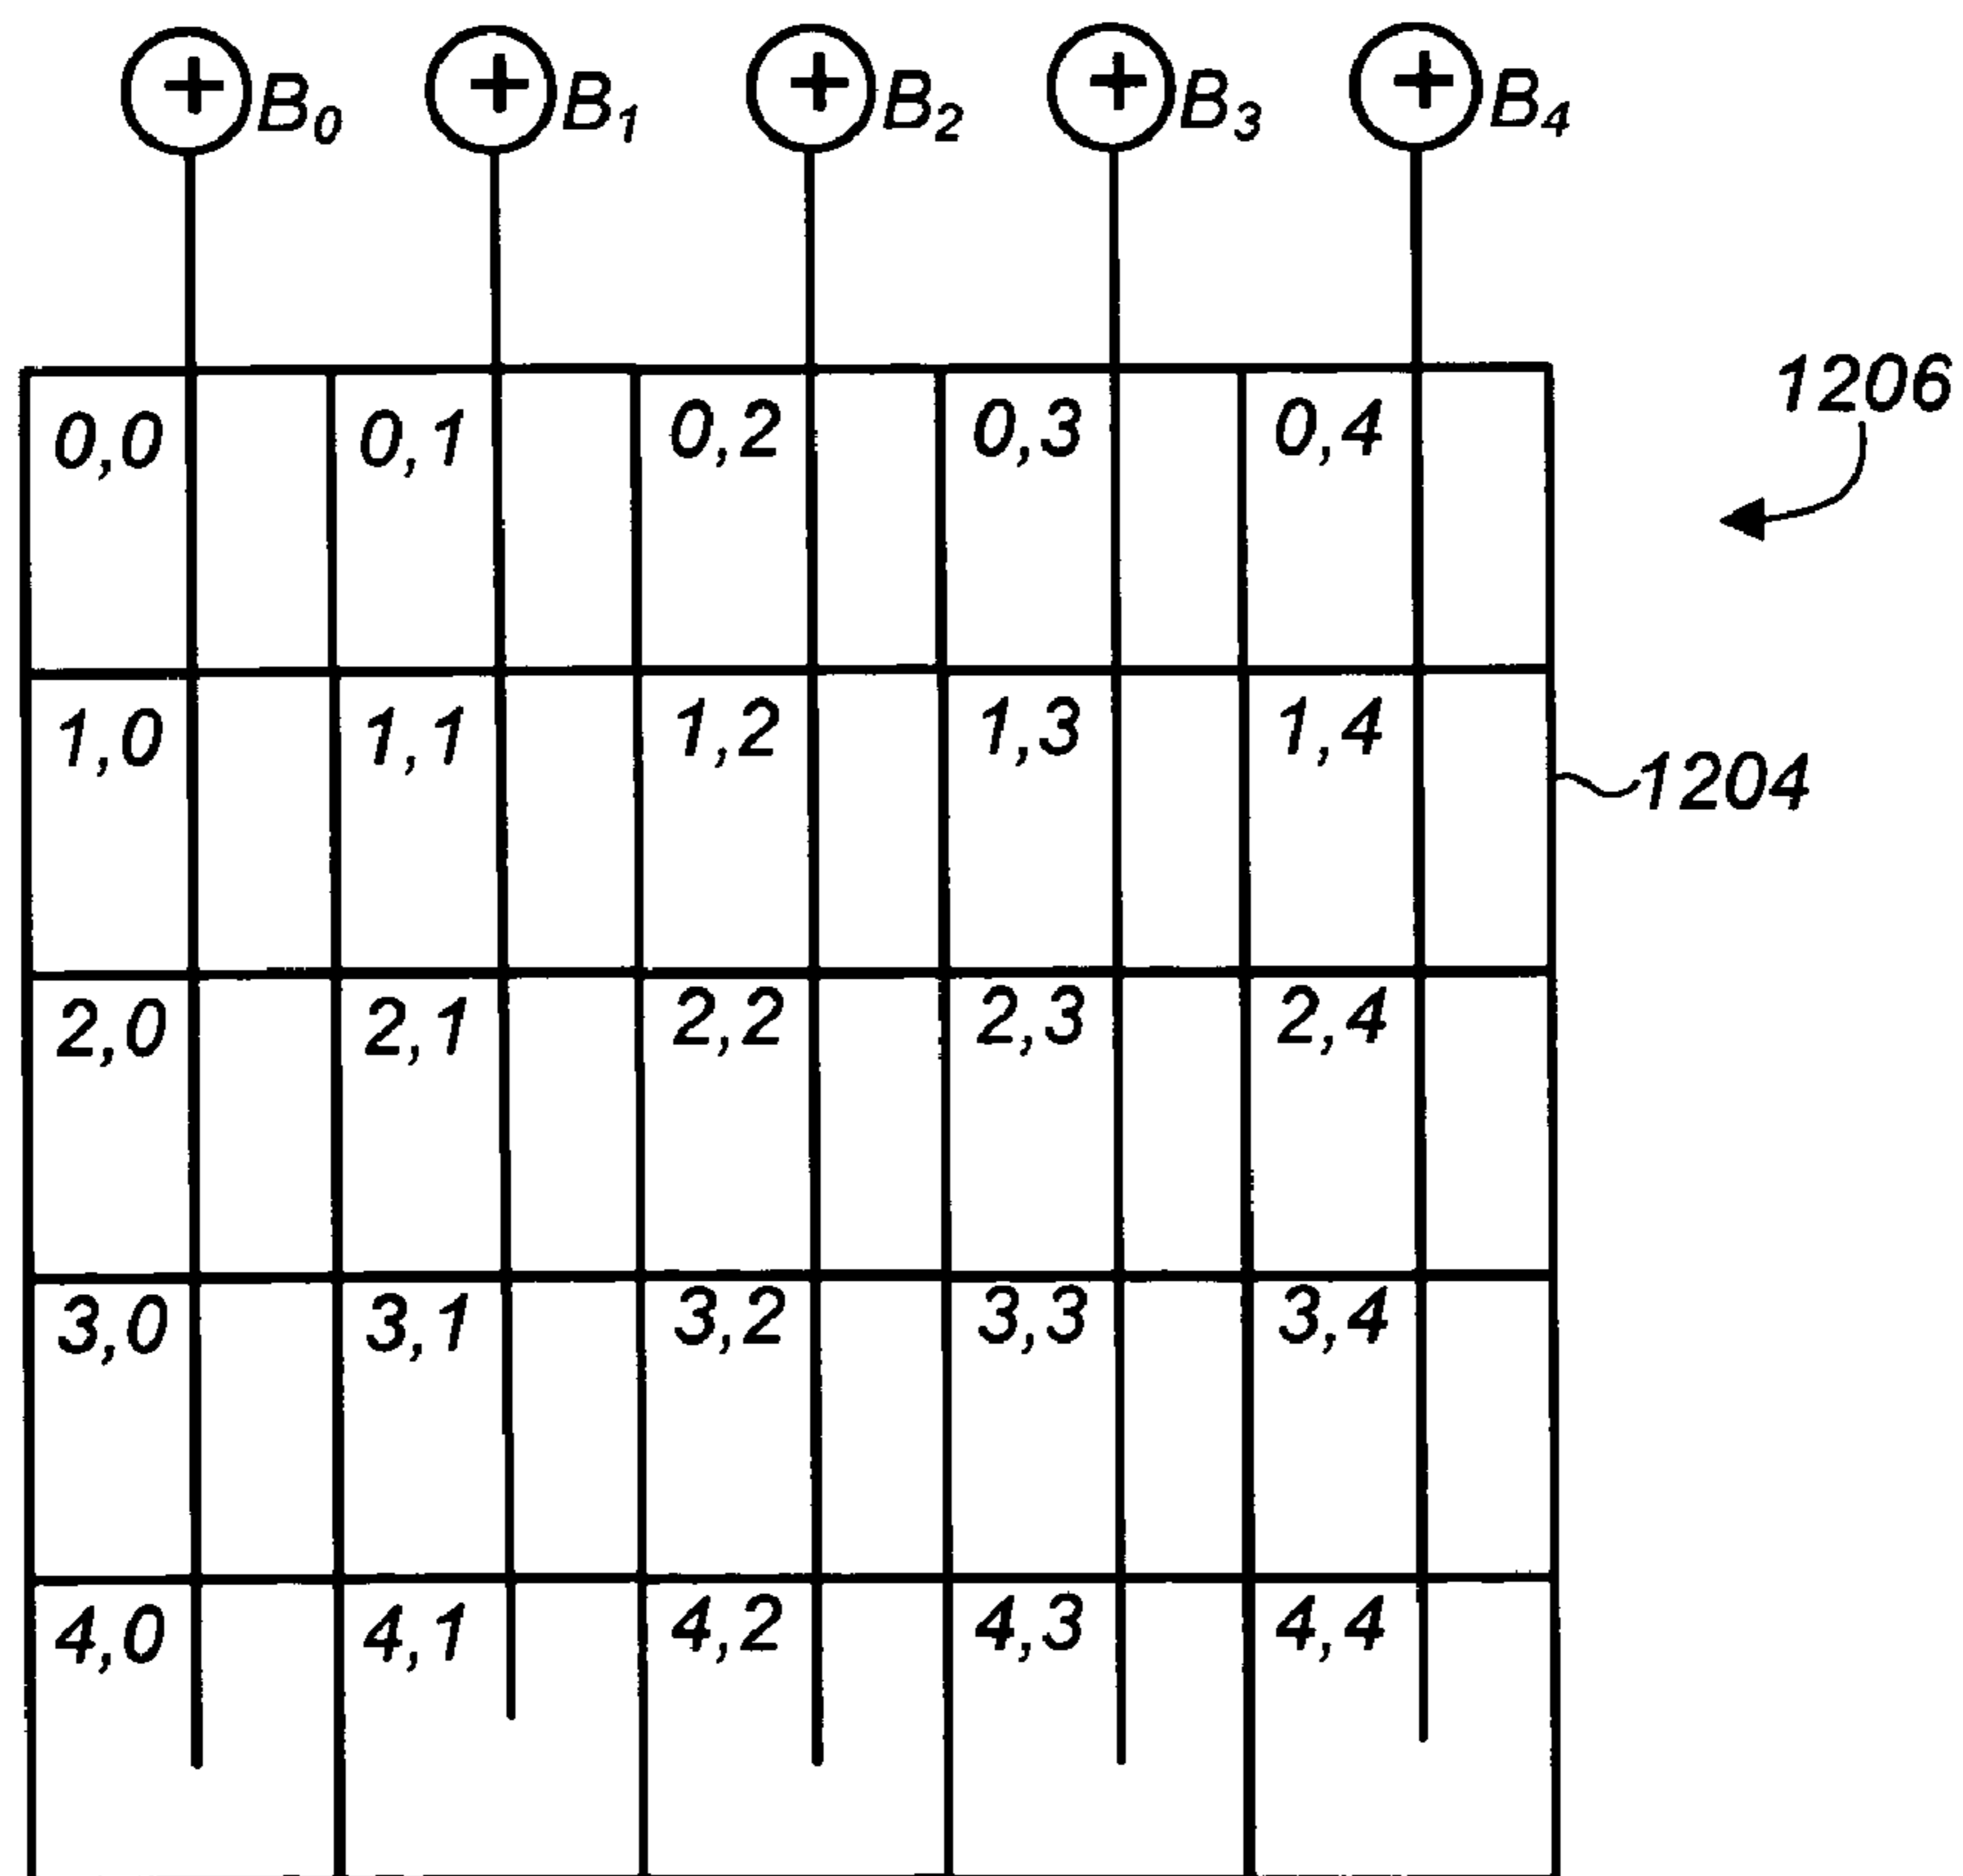 + B0 + B1 + B2 + B3 + B4
1206
0,0 0,1 0,2 0,3 0,4
1,0 1,1 1,2 1,3 1,4
1204
2,0 2,1 2,2 2,3 2,4
3,0 3,1 3,2 3,3 3,4
4,0 4,1 4,2 4,3 4,4